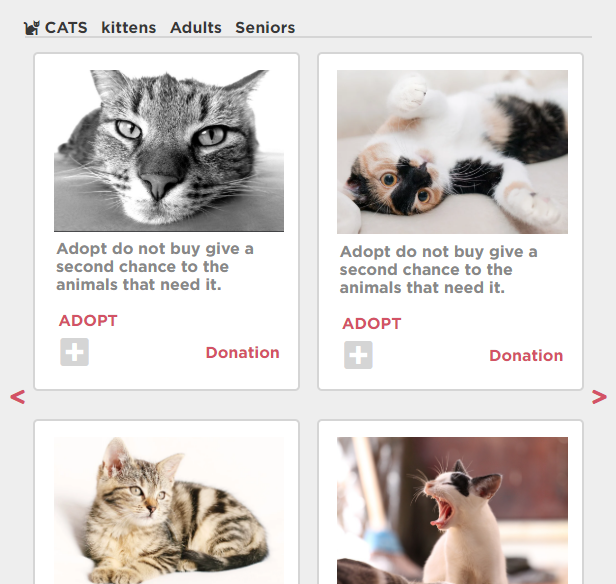 CATS kittens Adults Seniors
Adopt do not buy give a
second chance to the
animals that need it.
ADOPT
Donation
Adopt do not buy give a
second chance to the
animals that need it.
ADOPT
Donation
< >